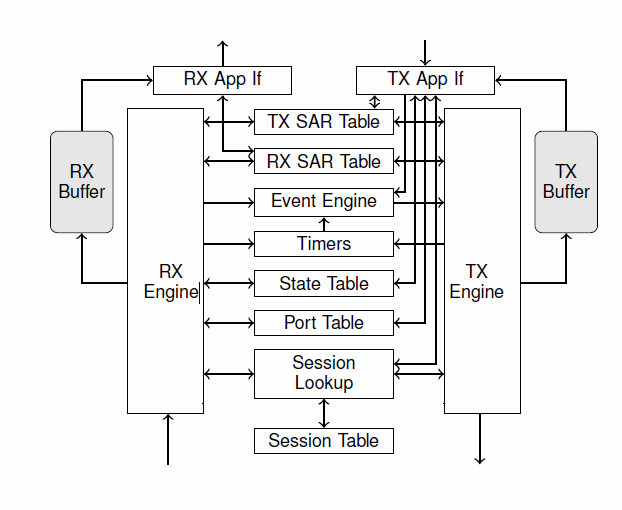 RX App If
TX App If
TX SAR Table
RX SAR Table
Event Engine
Timers
State Table
Port Table
Session
Lookup
Session Table
RX
Buffer
RX
Engine
TX
Engine
TX
Buffer